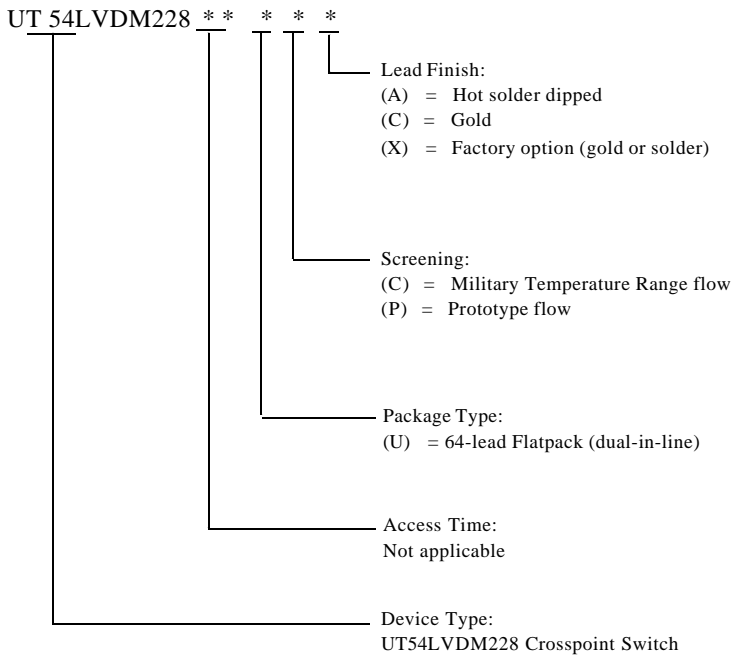 UT 54LVDM228 * * * * *
Lead Finish:
(A) = Hot solder dipped
(C) = Gold
(X) = Factory option (gold or solder)
Screening:
(C) = Military Temperature Range flow
(P) = Prototype flow
Package Type:
(U) = 64-lead Flatpack (dual-in-line)
Access Time:
Not applicable
Device Type:
UT54LVDM228 Crosspoint Switch